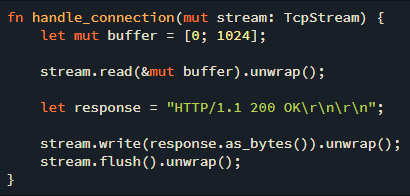 fn handle_connection(mut stream: TcpStream) {
    let mut buffer = [0; 1024];

    stream.read(&mut buffer).unwrap();

    let response = "HTTP/1.1 200 OK\r\n\r\n";

    stream.write(response.as_bytes()).unwrap();
    stream.flush().unwrap();
}